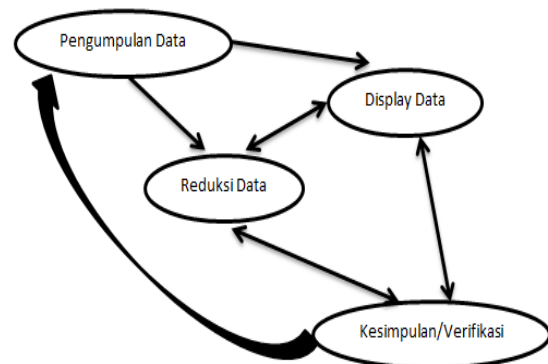 Pengumpulan Data
Display Data
Reduksi Data
Kesimpulan/Verifikasi